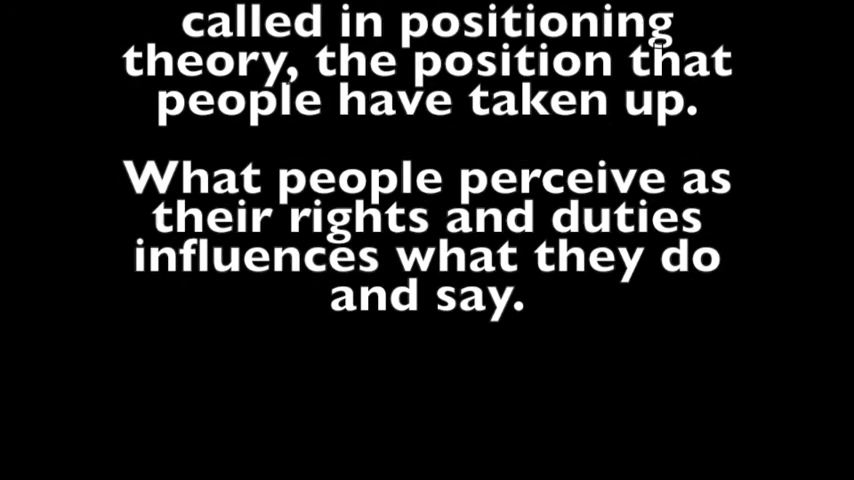 called in positioning
theory, the position that
people have taken up.
What people perceive as
their rights and duties
influences what they do
and say.